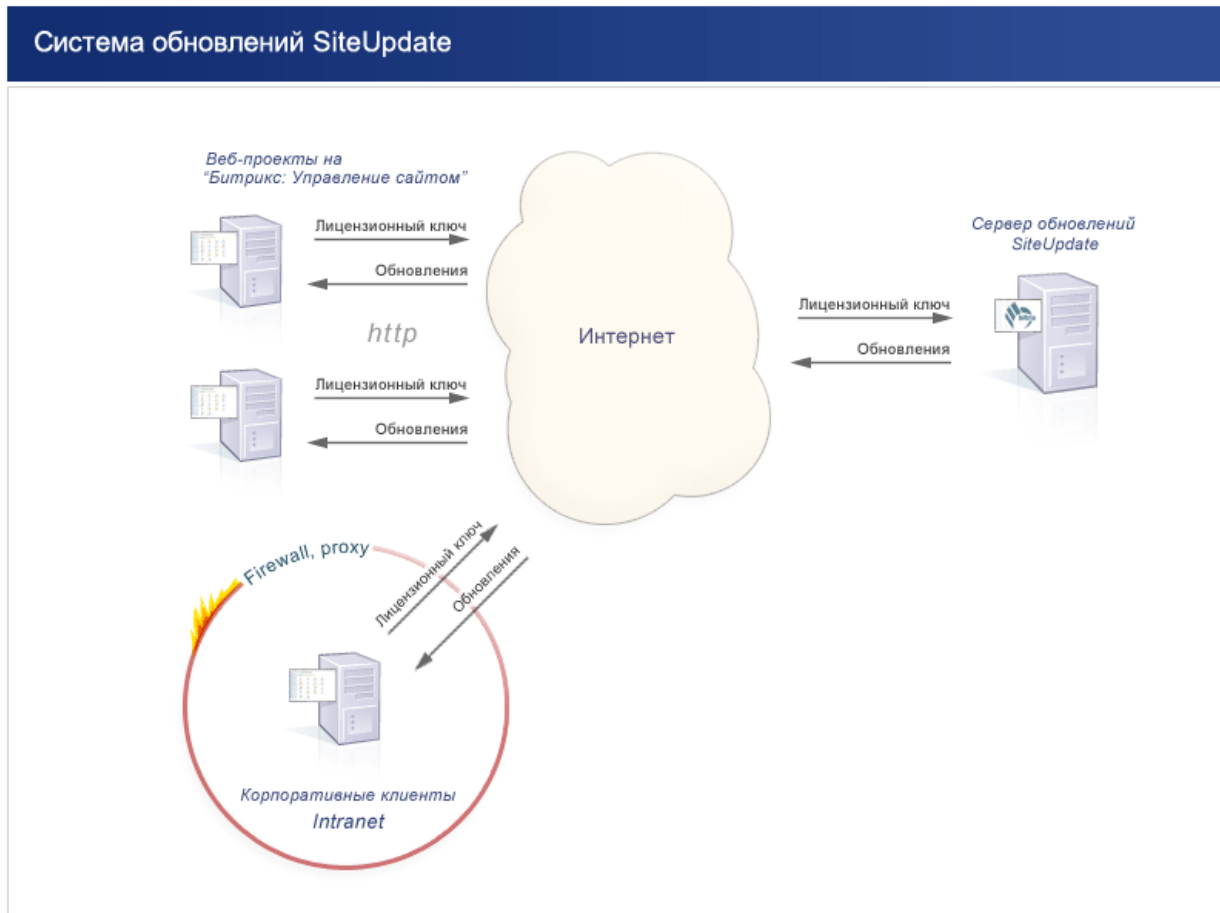 Система обновлений SiteUpdate
Веб-проекты на
“Битрикс: Управление сайтом”
Лицензионный ключ
Обновления
http
Лицензионный ключ
Обновления
Интернет
Сервер обновлений
SiteUpdate
Лицензионный ключ
Обновления
bitrix
Firewall, proxy
Лицензионный ключ
Обновления
Корпоративные клиенты
Intranet